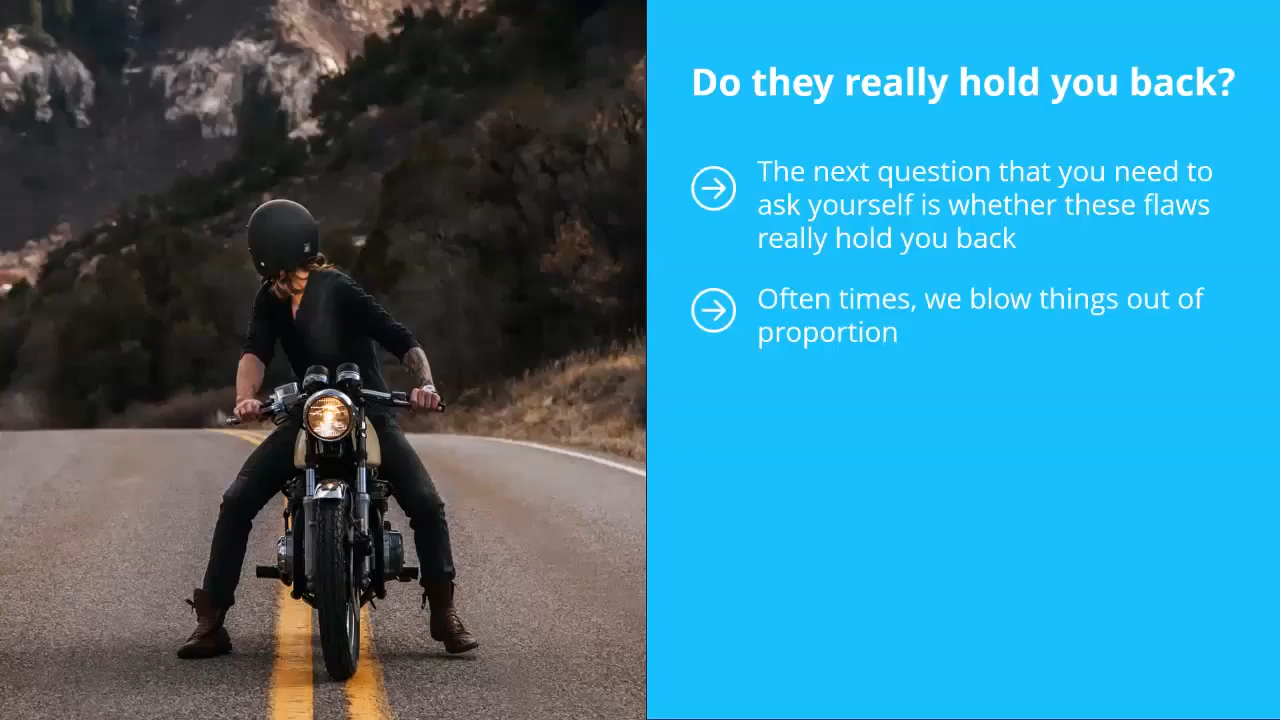 Do they really hold you back?
The next question that you need to
ask yourself is whether these flaws
really hold you back
Often times, we blow things out of
proportion